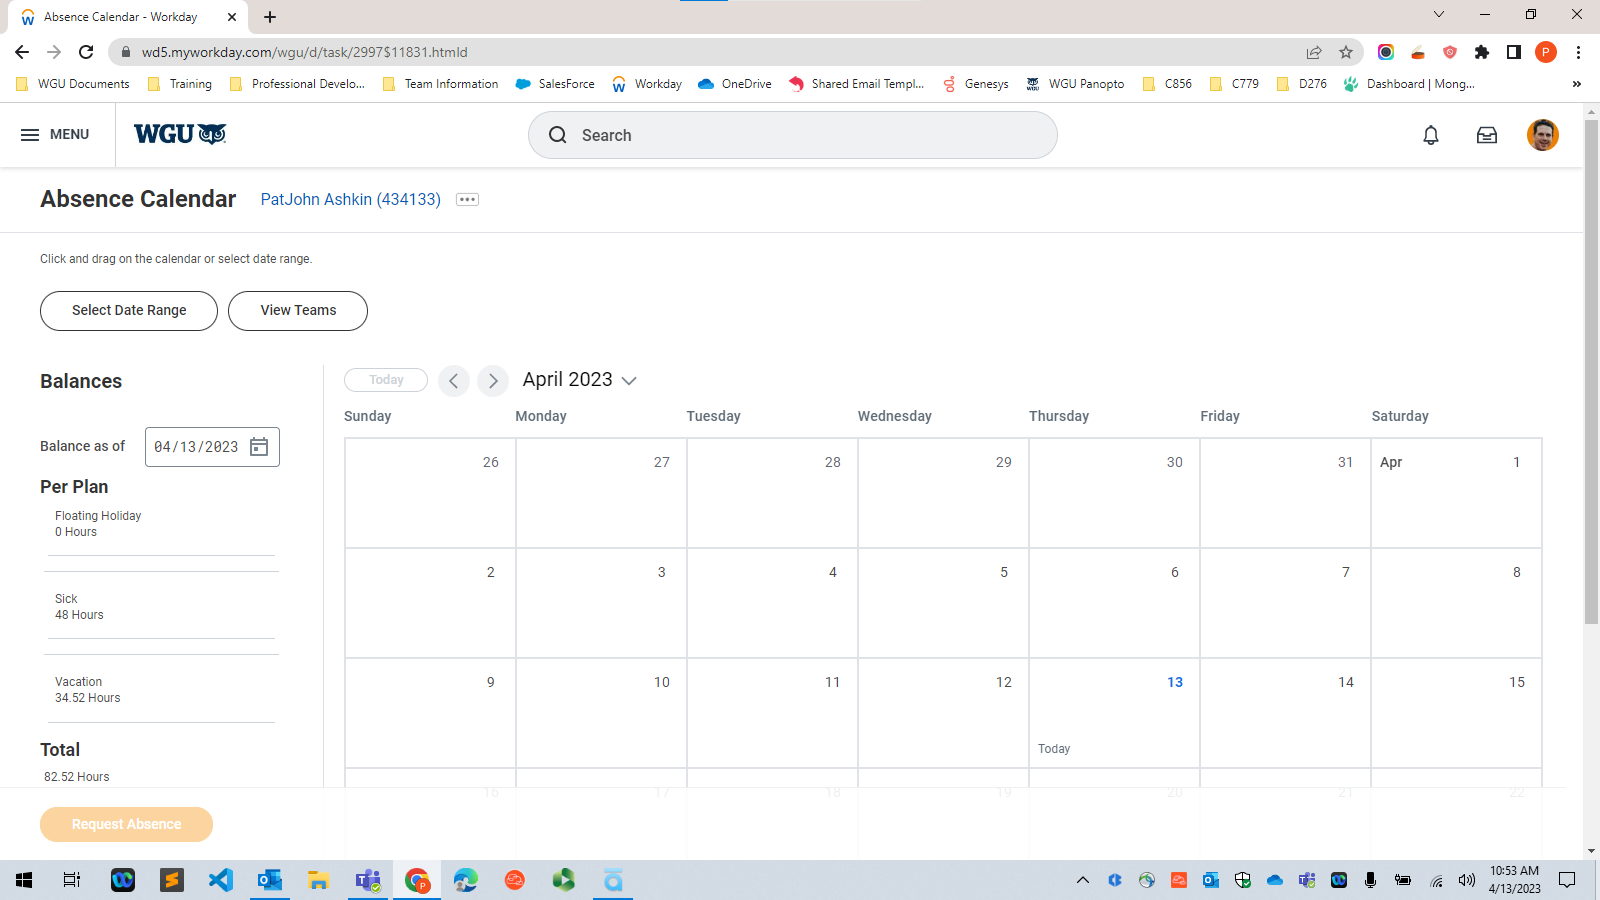 Absence Calendar - Workday
wd5.myworkday.com/wgu/d/task/2997$11831.htmld
P
WGU Documents
Training
Professional Develo...
Team Information
SalesForce
Workday
OneDrive
Shared Email Templ...
Genesys
WGU Panopto
C856
C779
D276
Dashboard | Mong...
»
MENU
WGU
Search
Absence Calendar
PatJohn Ashkin (434133)
Click and drag on the calendar or select date range.
Select Date Range
View Teams
Balances
Today
April 2023
Sunday Monday Tuesday Wednesday Thursday Friday Saturday
Balance as of 04/13/2023
26 27 28 29 30 31 Apr 1
Per Plan
Floating Holiday
0 Hours
2 3 4 5 6 7 8
Sick
48 Hours
Vacation
34.52 Hours
9 10 11 12 13 14 15
Today
Total
82.52 Hours
16 17 18 19 20 21 22
Request Absence
10:53 AM
4/13/2023